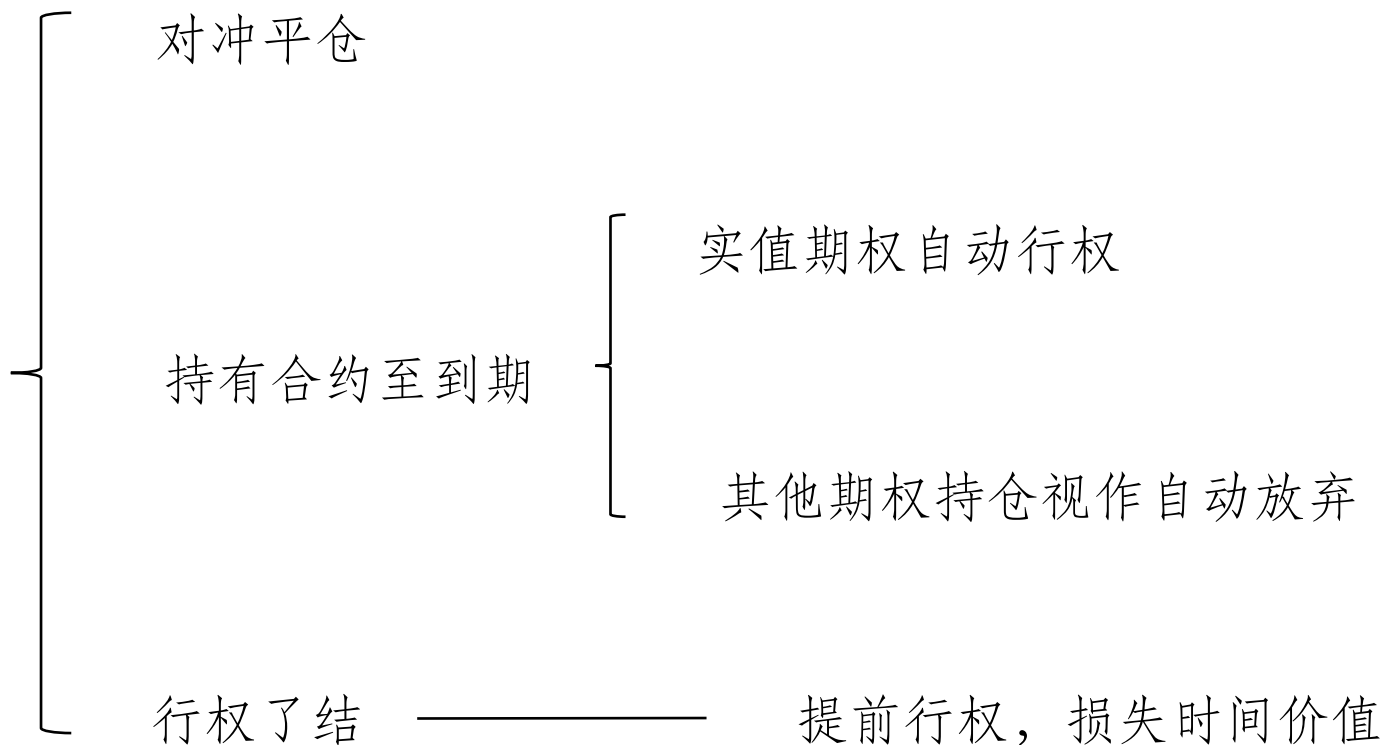 对冲平仓
实值期权自动行权
持有合约至到期
其他期权持仓视作自动放弃
行权了结
提前行权，损失时间价值